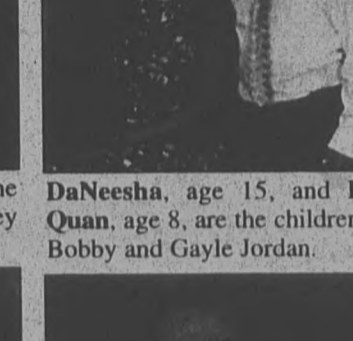 DaNeesha, age 15, and
Quan, age 8, are the children
Bobby and Gayle Jordan.